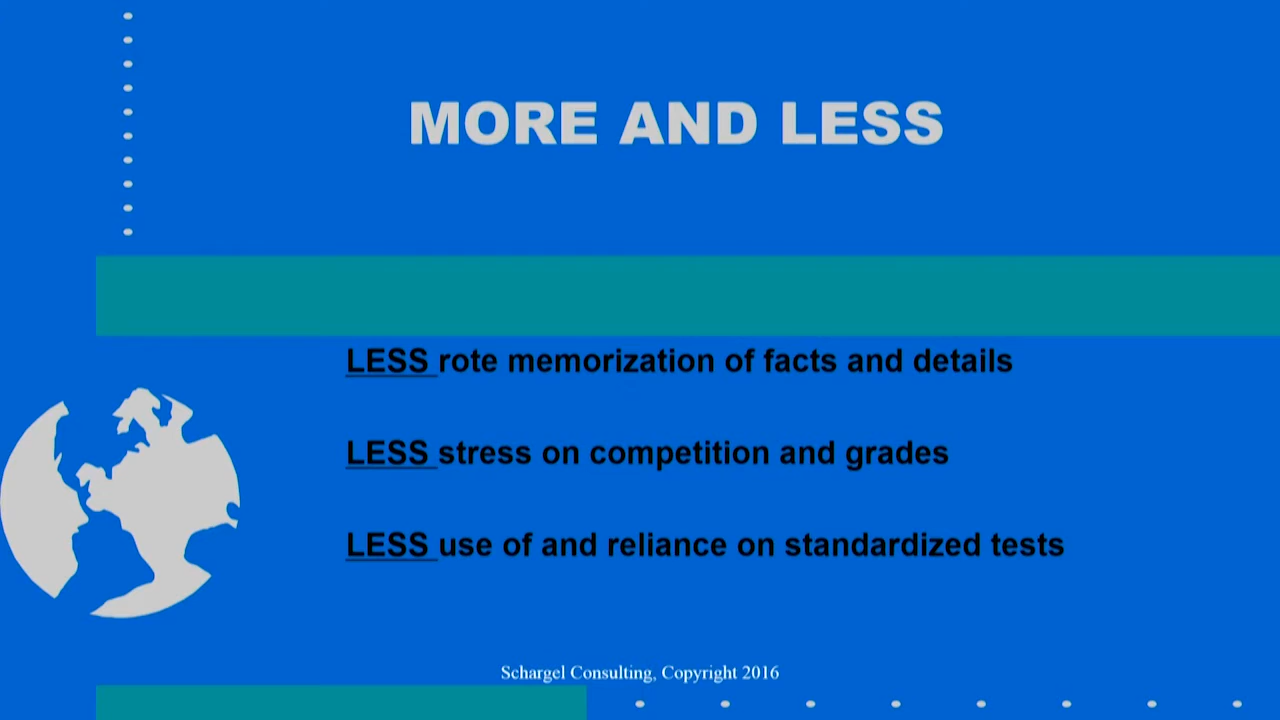 MORE AND LESS
LESS rote memorization of facts and details
LESS stress on competition and grades
LESS use of and reliance on standardized tests
Schargel Consulting, Copyright 2016